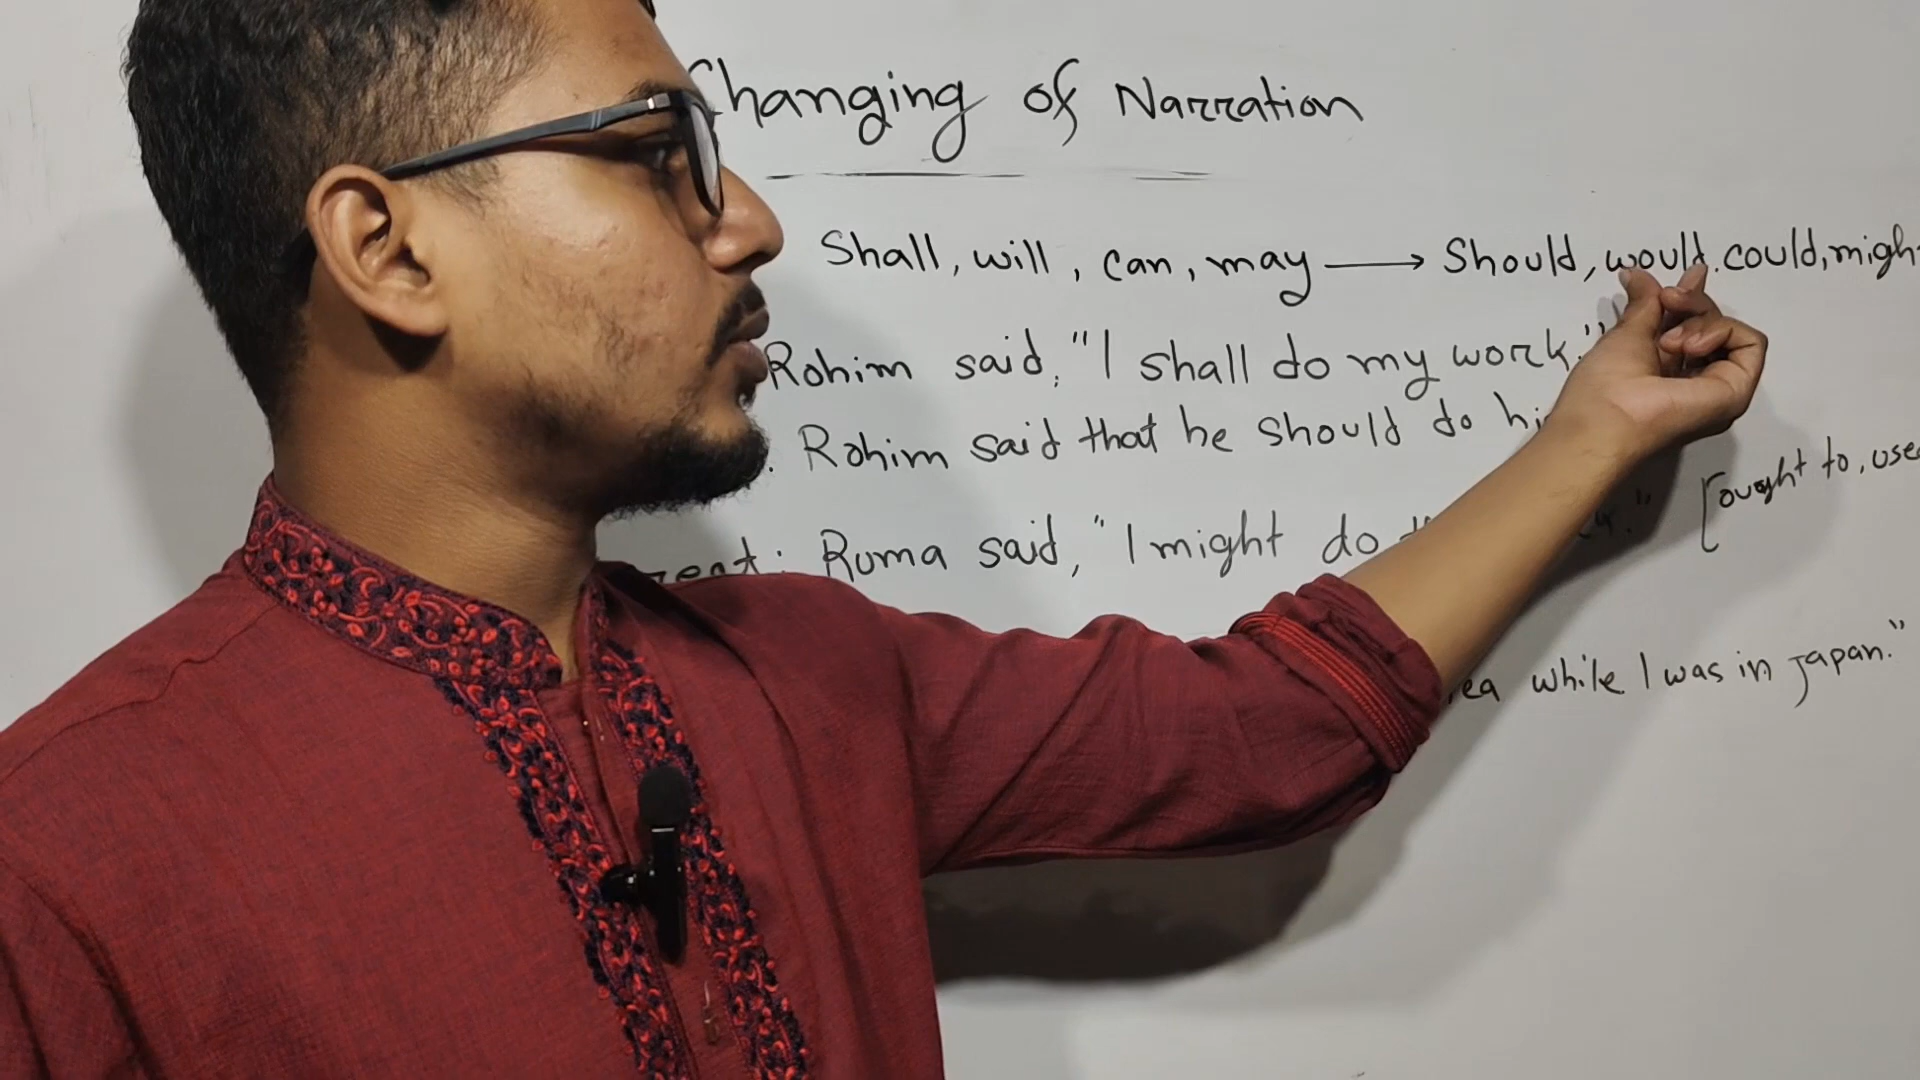 Changing of Narration
Shall, will, can, may → Should, would, could, migh
Rohim said, "I shall do my work."
Rohim said that he should do hi
Ruma said, "I might do
[ought to, use
while I was in japan."